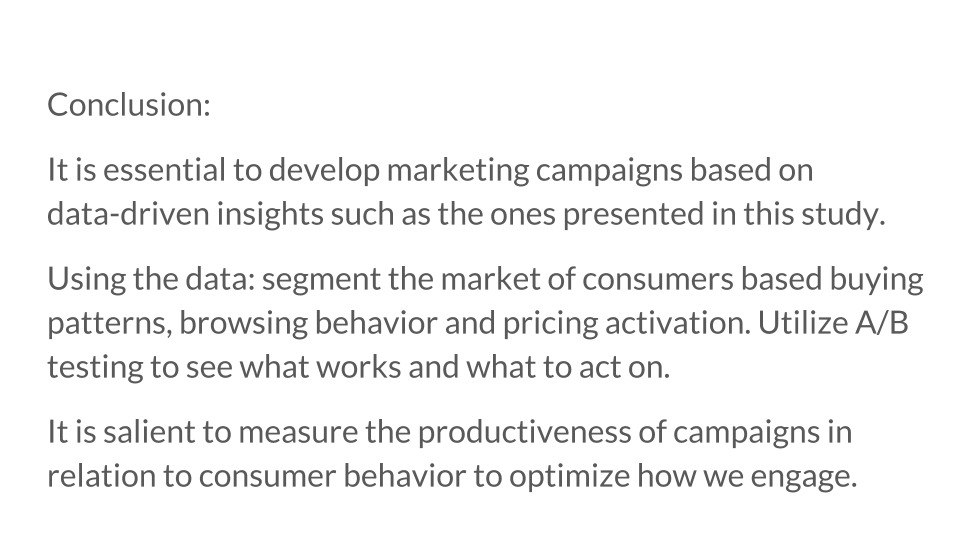 Conclusion:
It is essential to develop marketing campaigns based on
data-driven insights such as the ones presented in this study.
Using the data: segment the market of consumers based buying
patterns, browsing behavior and pricing activation. Utilize A/B
testing to see what works and what to act on.
It is salient to measure the productiveness of campaigns in
relation to consumer behavior to optimize how we engage.